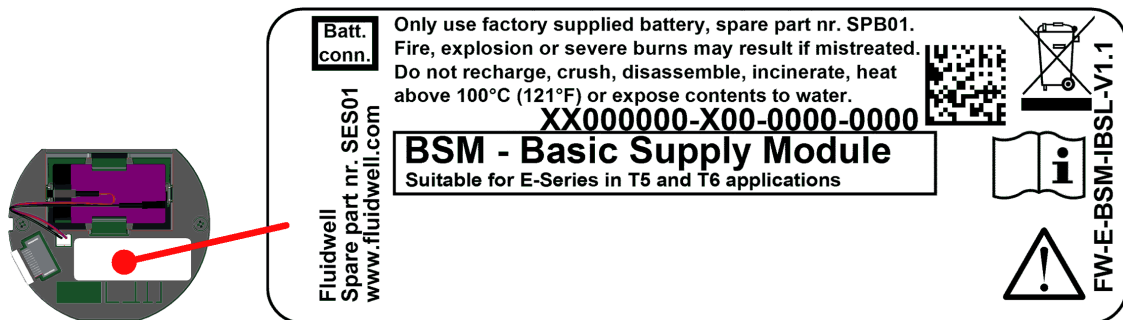 Batt.
conn.
Only use factory supplied battery, spare part nr. SPB01.
Fire, explosion or severe burns may result if mistreated.
Do not recharge, crush, disassemble, incinerate, heat
above 100°C (121°F) or expose contents to water.
XX000000-X00-0000-0000
BSM - Basic Supply Module
Suitable for E-Series in T5 and T6 applications
Fluidwell
Spare part nr. SES01
www.fluidwell.com
FW-E-BSM-IBSL-V1.1